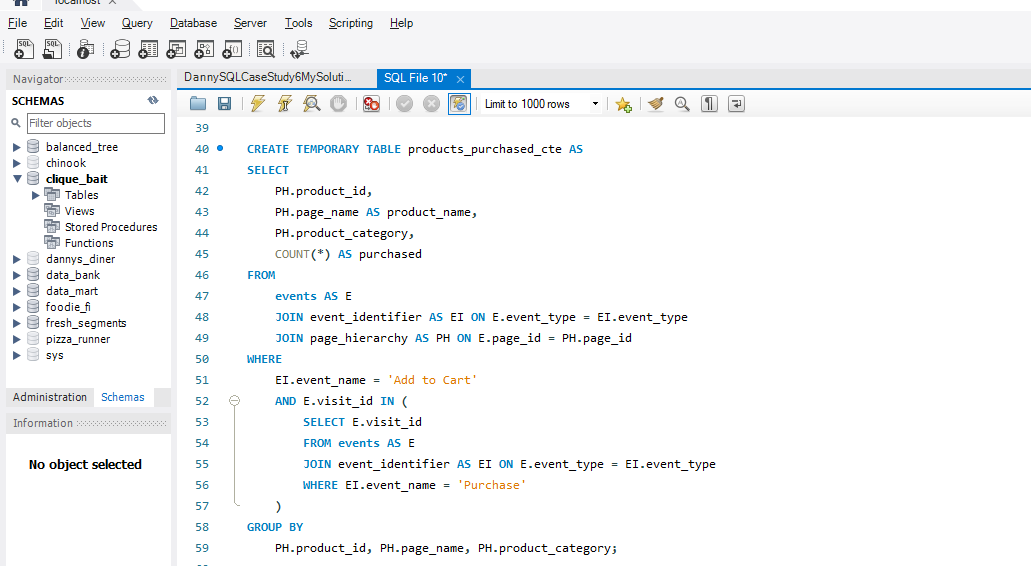 localhost
File Edit View Query Database Server Tools Scripting Help
Navigator
SCHEMAS
Filter objects
balanced_tree
chinook
clique_bait
Tables
Views
Stored Procedures
Functions
dannys_diner
data_bank
data_mart
foodie_fi
fresh_segments
pizza_runner
sys
Administration Schemas
Information
No object selected
DannySQLCaseStudy6MySoluti... SQL File 10*
Limit to 1000 rows
39
40 CREATE TEMPORARY TABLE products_purchased_cte AS
41 SELECT
42 PH.product_id,
43 PH.page_name AS product_name,
44 PH.product_category,
45 COUNT(*) AS purchased
46 FROM
47 events AS E
48 JOIN event_identifier AS EI ON E.event_type = EI.event_type
49 JOIN page_hierarchy AS PH ON E.page_id = PH.page_id
50 WHERE
51 EI.event_name = 'Add to Cart'
52 AND E.visit_id IN (
53 SELECT E.visit_id
54 FROM events AS E
55 JOIN event_identifier AS EI ON E.event_type = EI.event_type
56 WHERE EI.event_name = 'Purchase'
57 )
58 GROUP BY
59 PH.product_id, PH.page_name, PH.product_category;